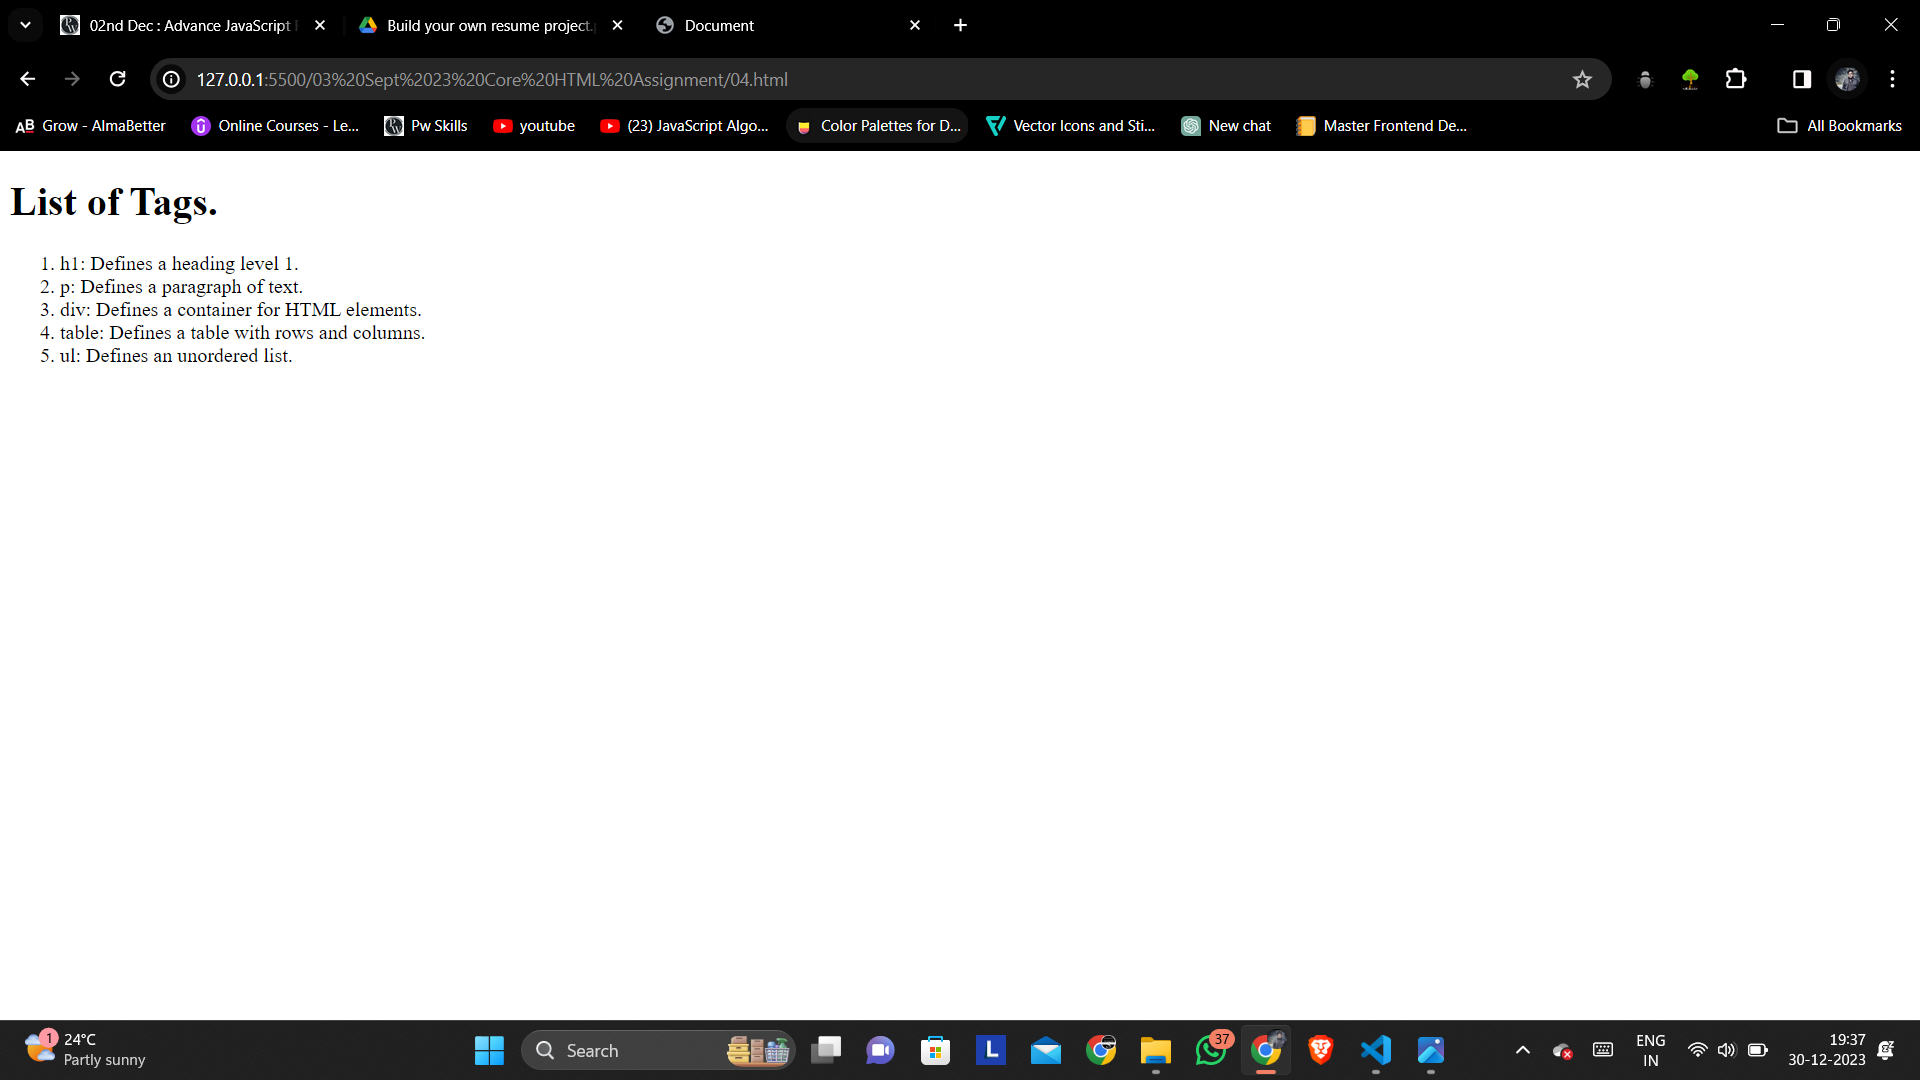 02nd Dec : Advance JavaScript
Build your own resume project.
Document
127.0.0.1:5500/03%20Sept%2023%20Core%20HTML%20Assignment/04.html
Grow - AlmaBetter
Online Courses - Le...
Pw Skills
youtube
(23) JavaScript Algo...
Color Palettes for D...
Vector Icons and Sti...
New chat
Master Frontend De...
All Bookmarks
List of Tags.
1. h1: Defines a heading level 1.
2. p: Defines a paragraph of text.
3. div: Defines a container for HTML elements.
4. table: Defines a table with rows and columns.
5. ul: Defines an unordered list.
1
24°C
Partly sunny
Search
L
37
ENG
IN
19:37
30-12-2023